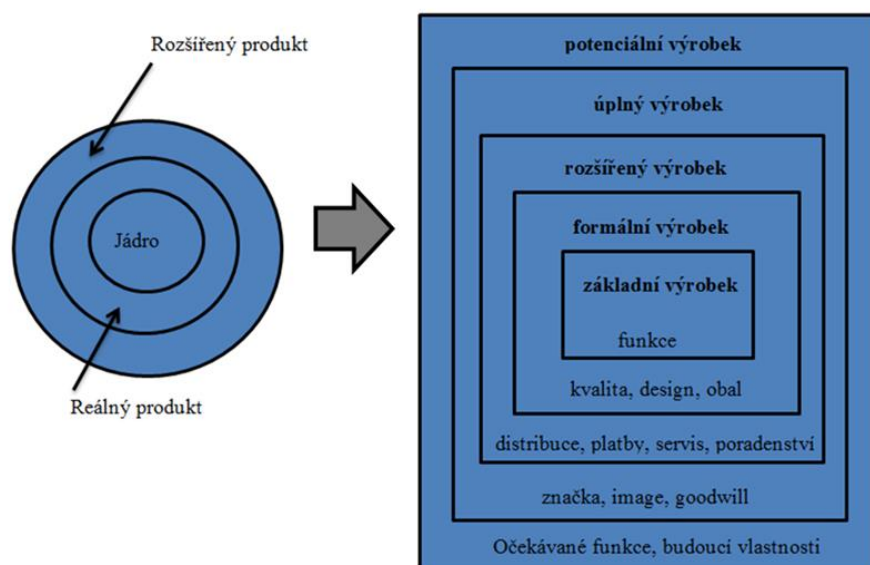 Rozšířený produkt
Jádro
Reálný produkt
potenciální výrobek
úplný výrobek
rozšířený výrobek
formální výrobek
základní výrobek
funkce
kvalita, design, obal
distribuce, platby, servis, poradenství
značka, image, goodwill
Očekávané funkce, budoucí vlastnosti